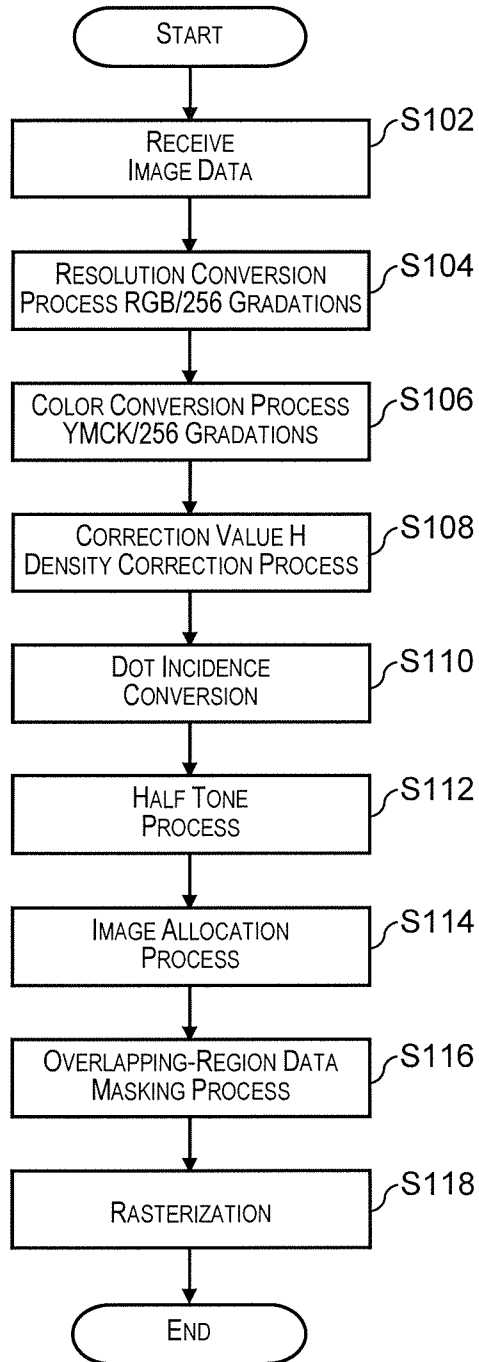 START
S102
RECEIVE
IMAGE DATA
S104
RESOLUTION CONVERSION
PROCESS RGB/256 GRADATIONS
S106
COLOR CONVERSION PROCESS
YMCK/256 GRADATIONS
S108
CORRECTION VALUE H
DENSITY CORRECTION PROCESS
S110
DOT INCIDENCE
CONVERSION
S112
HALF TONE
PROCESS
S114
IMAGE ALLOCATION
PROCESS
S116
OVERLAPPING-REGION DATA
MASKING PROCESS
S118
RASTERIZATION
END